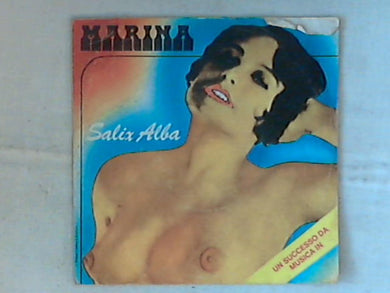 MARINA
Salix Alba
UN SUCCESSO DA
MUSICA IN